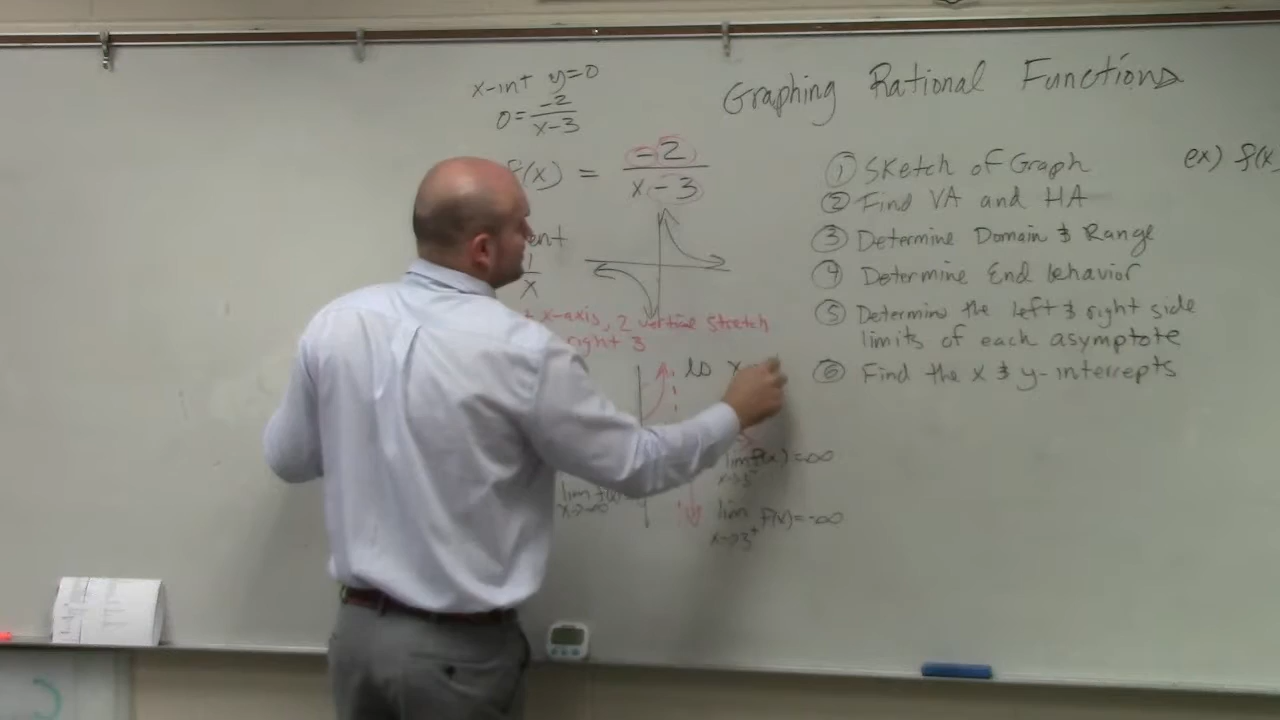 x-int y=0
0 = -2/(x-3)
f(x) = -2/(x-3)
1/x
x-axis, 2 vertical stretch
right 3
lim f(x)
lim f(x) = ∞
x→3⁻
lim f(x) = -∞
x→3⁺
Graphing Rational Functions
① Sketch of Graph
② Find VA and HA
③ Determine Domain & Range
④ Determine End behavior
⑤ Determine the left & right side
limits of each asymptote
⑥ Find the x & y-intercepts
ex) f(x